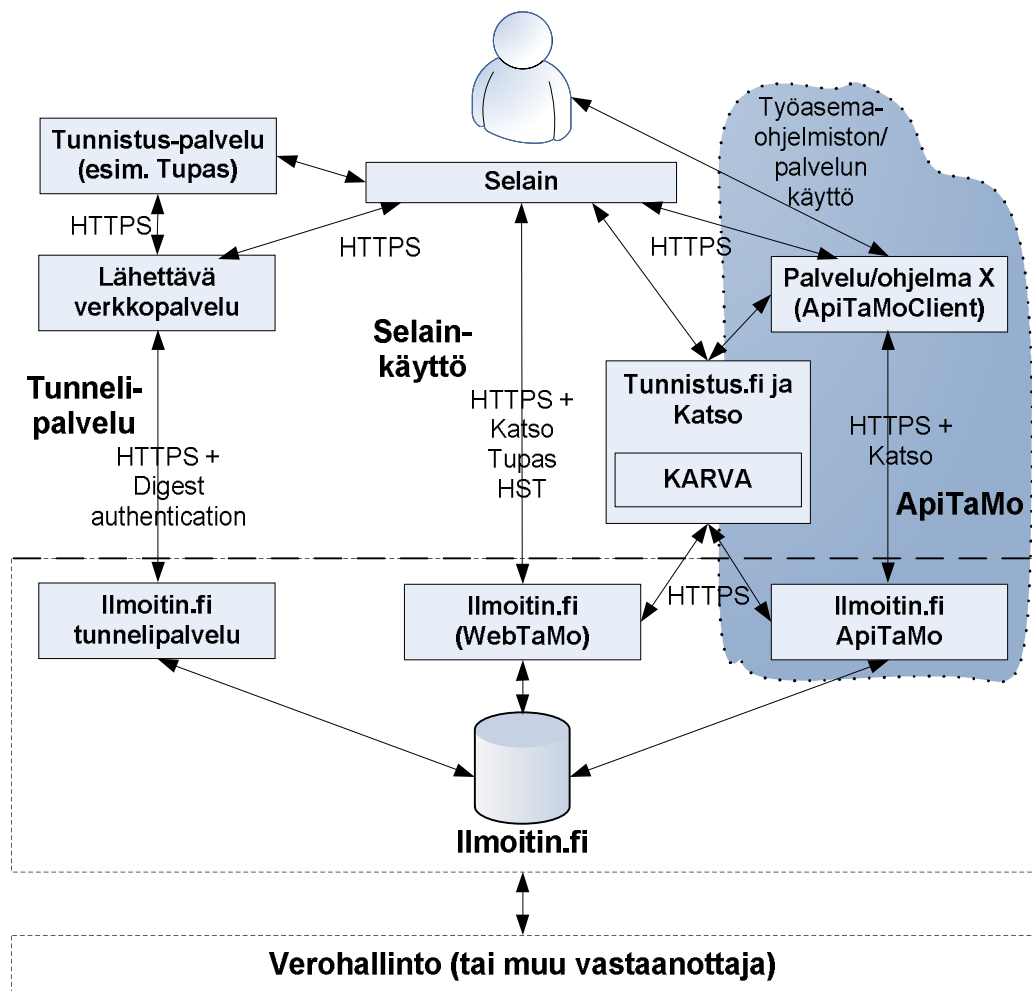 Työasema-
ohjelmiston/
palvelun
käyttö
Tunnistus-palvelu
(esim. Tupas)
Selain
HTTPS
HTTPS
HTTPS
Lähettävä
verkkopalvelu
Palvelu/ohjelma X
(ApiTaMoClient)
Selain-
käyttö
Tunneli-
palvelu
Tunnistus.fi ja
Katso
KARVA
HTTPS +
Katso
Tupas
HST
HTTPS +
Katso
HTTPS +
Digest
authentication
ApiTaMo
Ilmoitin.fi
tunnelipalvelu
Ilmoitin.fi
(WebTaMo)
HTTPS
Ilmoitin.fi
ApiTaMo
Ilmoitin.fi
Verohallinto (tai muu vastaanottaja)